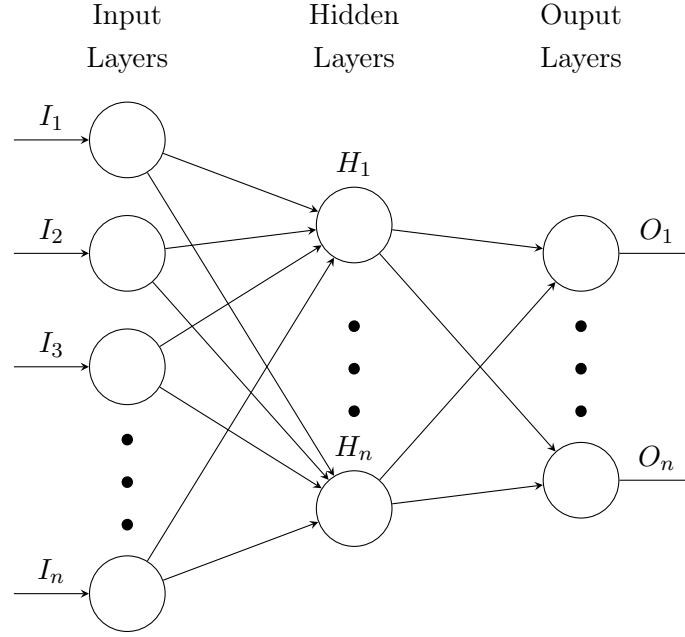 Input Hidden Ouput
Layers Layers Layers
I₁
H₁
I₂ O₁
I₃
Hₙ
Oₙ
Iₙ